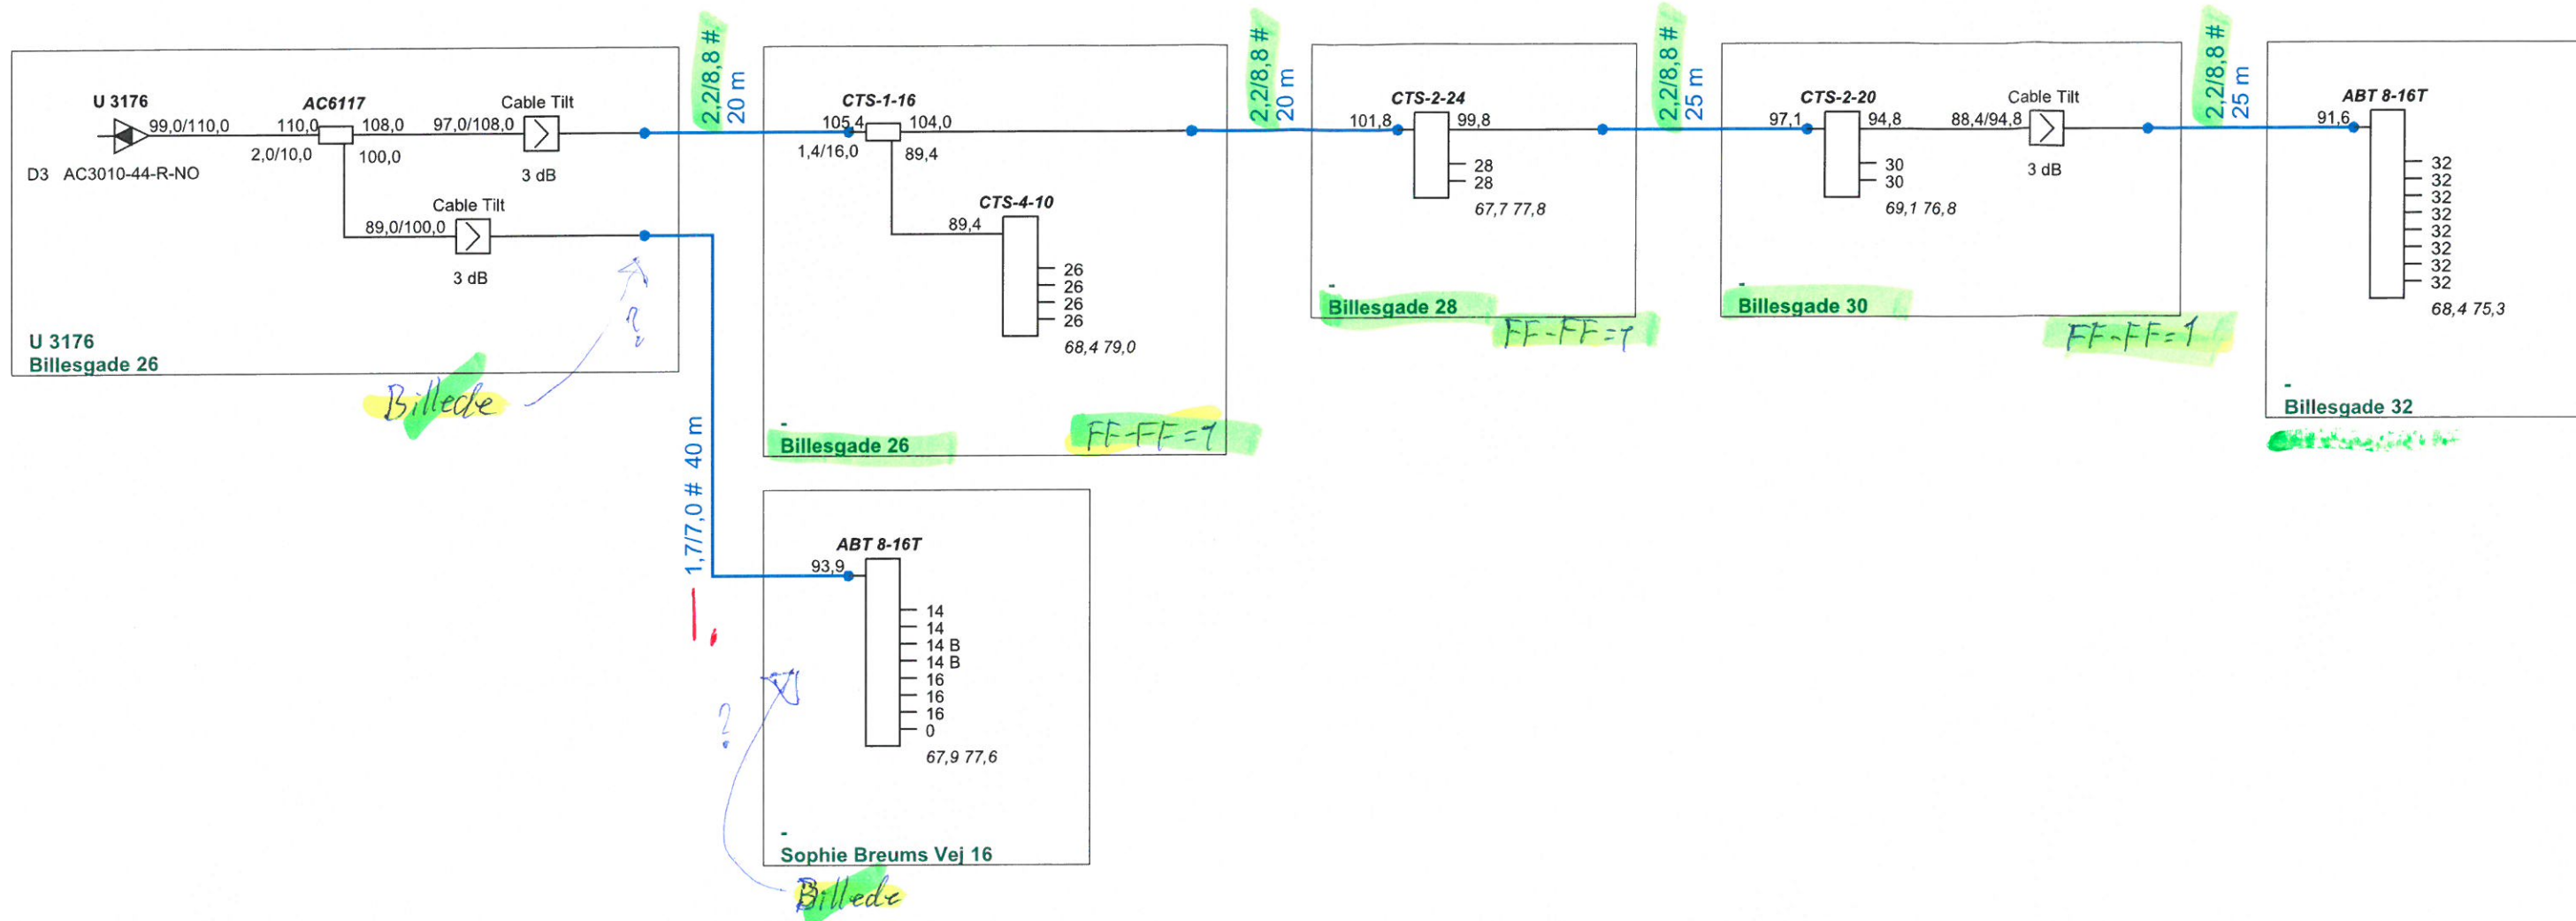 U 3176
99,0/110,0
D3 AC3010-44-R-NO
AC6117
110,0 108,0
2,0/10,0 100,0
Cable Tilt
97,0/108,0
3 dB
Cable Tilt
89,0/100,0
3 dB
U 3176
Billesgade 26
Billede
?
2,2/8,8 #
20 m
CTS-1-16
105,4 104,0
1,4/16,0 89,4
CTS-4-10
89,4
26
26
26
26
68,4 79,0
-
Billesgade 26
FF-FF=1
2,2/8,8 #
20 m
CTS-2-24
101,8 99,8
28
28
67,7 77,8
-
Billesgade 28
FF-FF=1
2,2/8,8 #
25 m
CTS-2-20
97,1 94,8
30
30
69,1 76,8
Cable Tilt
88,4/94,8
3 dB
-
Billesgade 30
FF-FF=1
2,2/8,8 #
25 m
ABT 8-16T
91,6
32
32
32
32
32
32
32
32
68,4 75,3
-
Billesgade 32
1,7/7,0 # 40 m
ABT 8-16T
93,9
14
14
14 B
14 B
16
16
16
0
67,9 77,6
?
-
Sophie Breums Vej 16
Billede